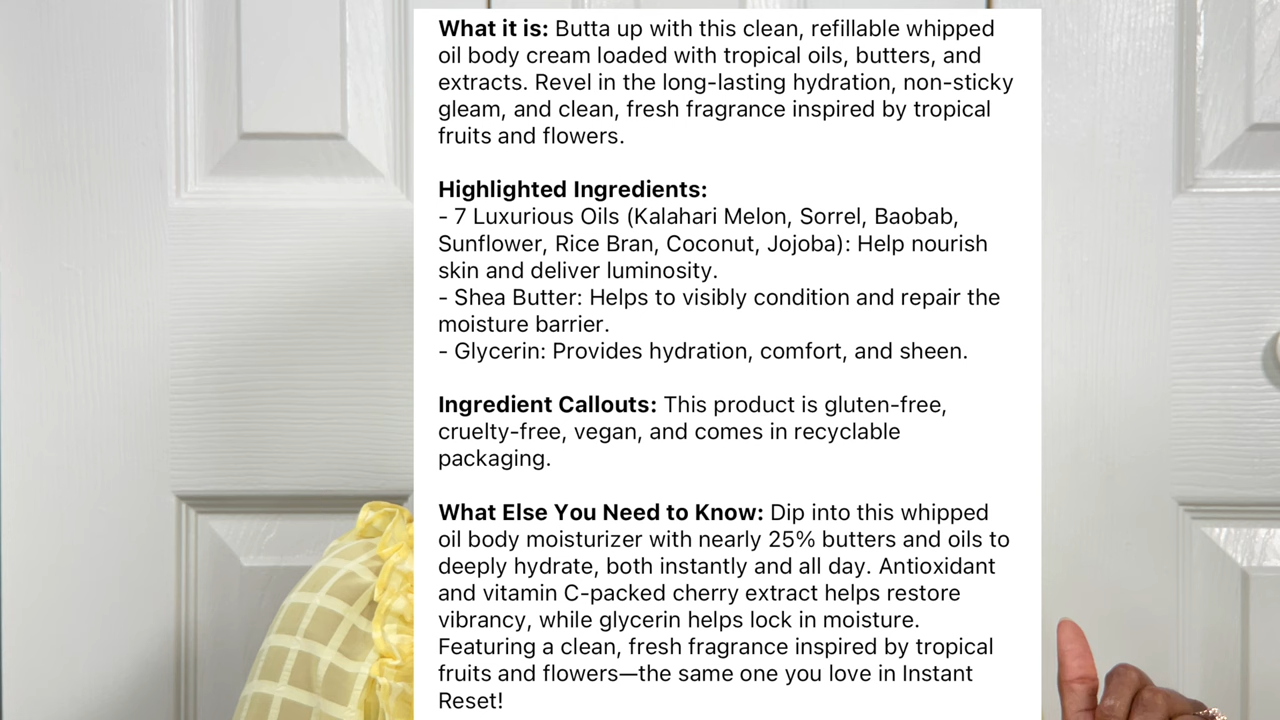 What it is: Butta up with this clean, refillable whipped
oil body cream loaded with tropical oils, butters, and
extracts. Revel in the long-lasting hydration, non-sticky
gleam, and clean, fresh fragrance inspired by tropical
fruits and flowers.
Highlighted Ingredients:
- 7 Luxurious Oils (Kalahari Melon, Sorrel, Baobab,
Sunflower, Rice Bran, Coconut, Jojoba): Help nourish
skin and deliver luminosity.
- Shea Butter: Helps to visibly condition and repair the
moisture barrier.
- Glycerin: Provides hydration, comfort, and sheen.
Ingredient Callouts: This product is gluten-free,
cruelty-free, vegan, and comes in recyclable
packaging.
What Else You Need to Know: Dip into this whipped
oil body moisturizer with nearly 25% butters and oils to
deeply hydrate, both instantly and all day. Antioxidant
and vitamin C-packed cherry extract helps restore
vibrancy, while glycerin helps lock in moisture.
Featuring a clean, fresh fragrance inspired by tropical
fruits and flowers—the same one you love in Instant
Reset!